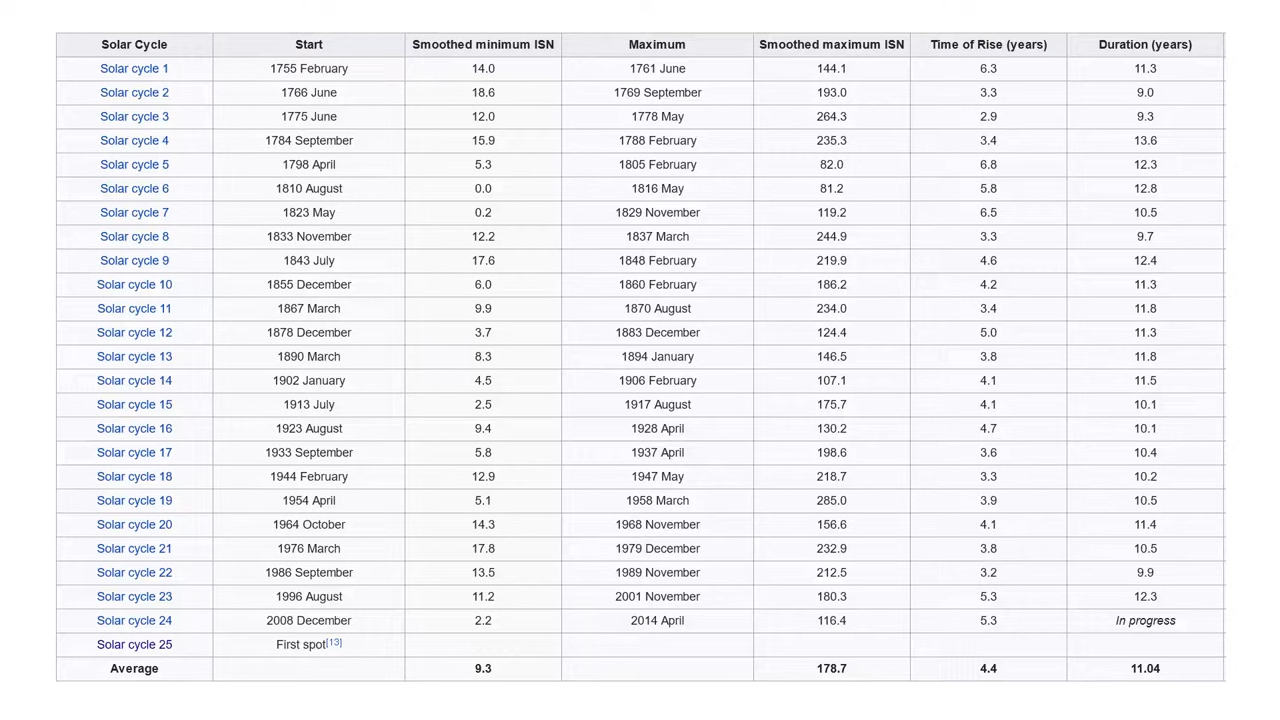 Solar Cycle Start Smoothed minimum ISN Maximum Smoothed maximum ISN Time of Rise (years) Duration (years)
Solar cycle 1 1755 February 14.0 1761 June 144.1 6.3 11.3
Solar cycle 2 1766 June 18.6 1769 September 193.0 3.3 9.0
Solar cycle 3 1775 June 12.0 1778 May 264.3 2.9 9.3
Solar cycle 4 1784 September 15.9 1788 February 235.3 3.4 13.6
Solar cycle 5 1798 April 5.3 1805 February 82.0 6.8 12.3
Solar cycle 6 1810 August 0.0 1816 May 81.2 5.8 12.8
Solar cycle 7 1823 May 0.2 1829 November 119.2 6.5 10.5
Solar cycle 8 1833 November 12.2 1837 March 244.9 3.3 9.7
Solar cycle 9 1843 July 17.6 1848 February 219.9 4.6 12.4
Solar cycle 10 1855 December 6.0 1860 February 186.2 4.2 11.3
Solar cycle 11 1867 March 9.9 1870 August 234.0 3.4 11.8
Solar cycle 12 1878 December 3.7 1883 December 124.4 5.0 11.3
Solar cycle 13 1890 March 8.3 1894 January 146.5 3.8 11.8
Solar cycle 14 1902 January 4.5 1906 February 107.1 4.1 11.5
Solar cycle 15 1913 July 2.5 1917 August 175.7 4.1 10.1
Solar cycle 16 1923 August 9.4 1928 April 130.2 4.7 10.1
Solar cycle 17 1933 September 5.8 1937 April 198.6 3.6 10.4
Solar cycle 18 1944 February 12.9 1947 May 218.7 3.3 10.2
Solar cycle 19 1954 April 5.1 1958 March 285.0 3.9 10.5
Solar cycle 20 1964 October 14.3 1968 November 156.6 4.1 11.4
Solar cycle 21 1976 March 17.8 1979 December 232.9 3.8 10.5
Solar cycle 22 1986 September 13.5 1989 November 212.5 3.2 9.9
Solar cycle 23 1996 August 11.2 2001 November 180.3 5.3 12.3
Solar cycle 24 2008 December 2.2 2014 April 116.4 5.3 In progress
Solar cycle 25 First spot[13]
Average 9.3 178.7 4.4 11.04